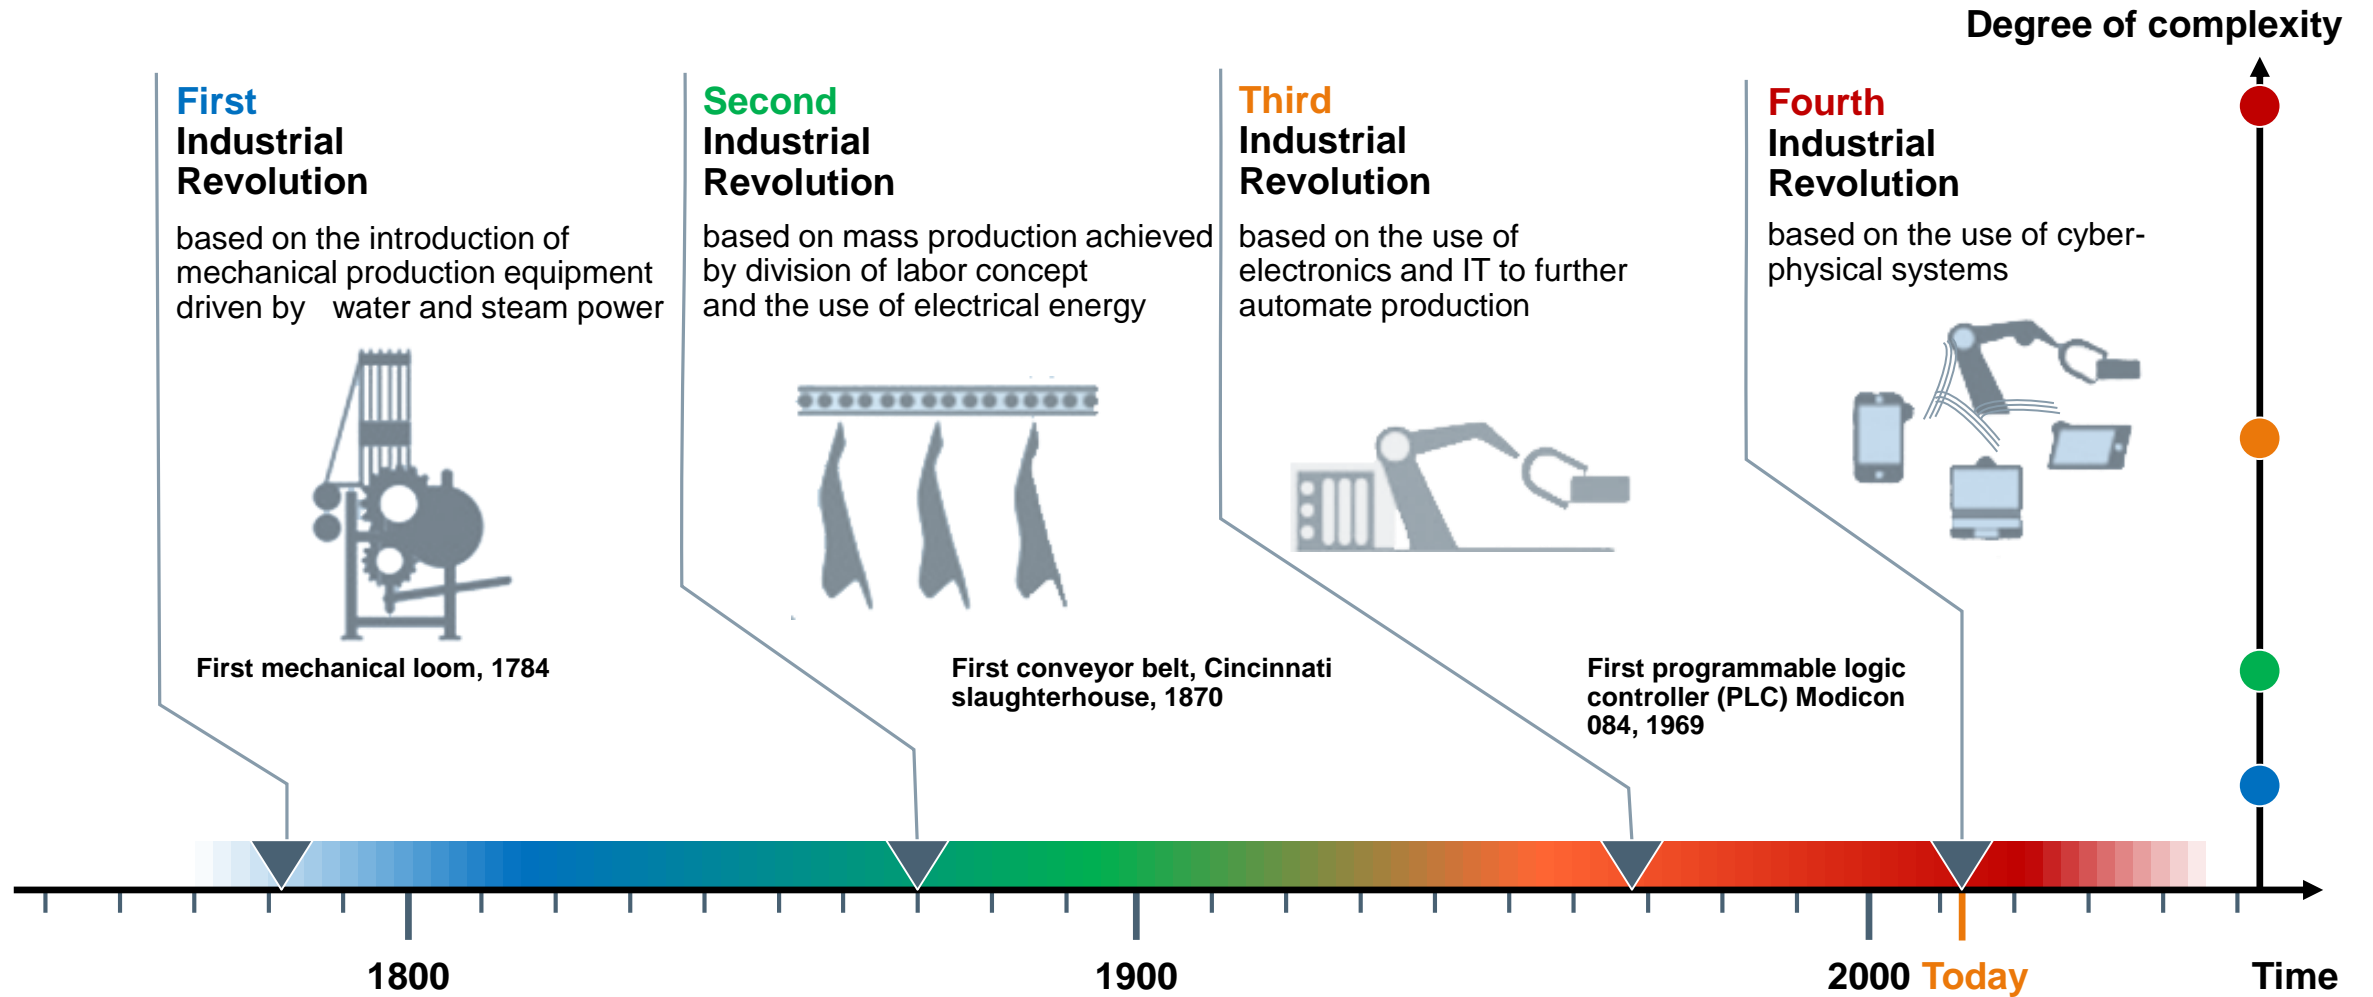 Degree of complexity
First
Industrial
Revolution
based on the introduction of
mechanical production equipment
driven by water and steam power
First mechanical loom, 1784
Second
Industrial
Revolution
based on mass production achieved
by division of labor concept
and the use of electrical energy
First conveyor belt, Cincinnati
slaughterhouse, 1870
Third
Industrial
Revolution
based on the use of
electronics and IT to further
automate production
First programmable logic
controller (PLC) Modicon
084, 1969
Fourth
Industrial
Revolution
based on the use of cyber-
physical systems
1800
1900
2000
Today
Time